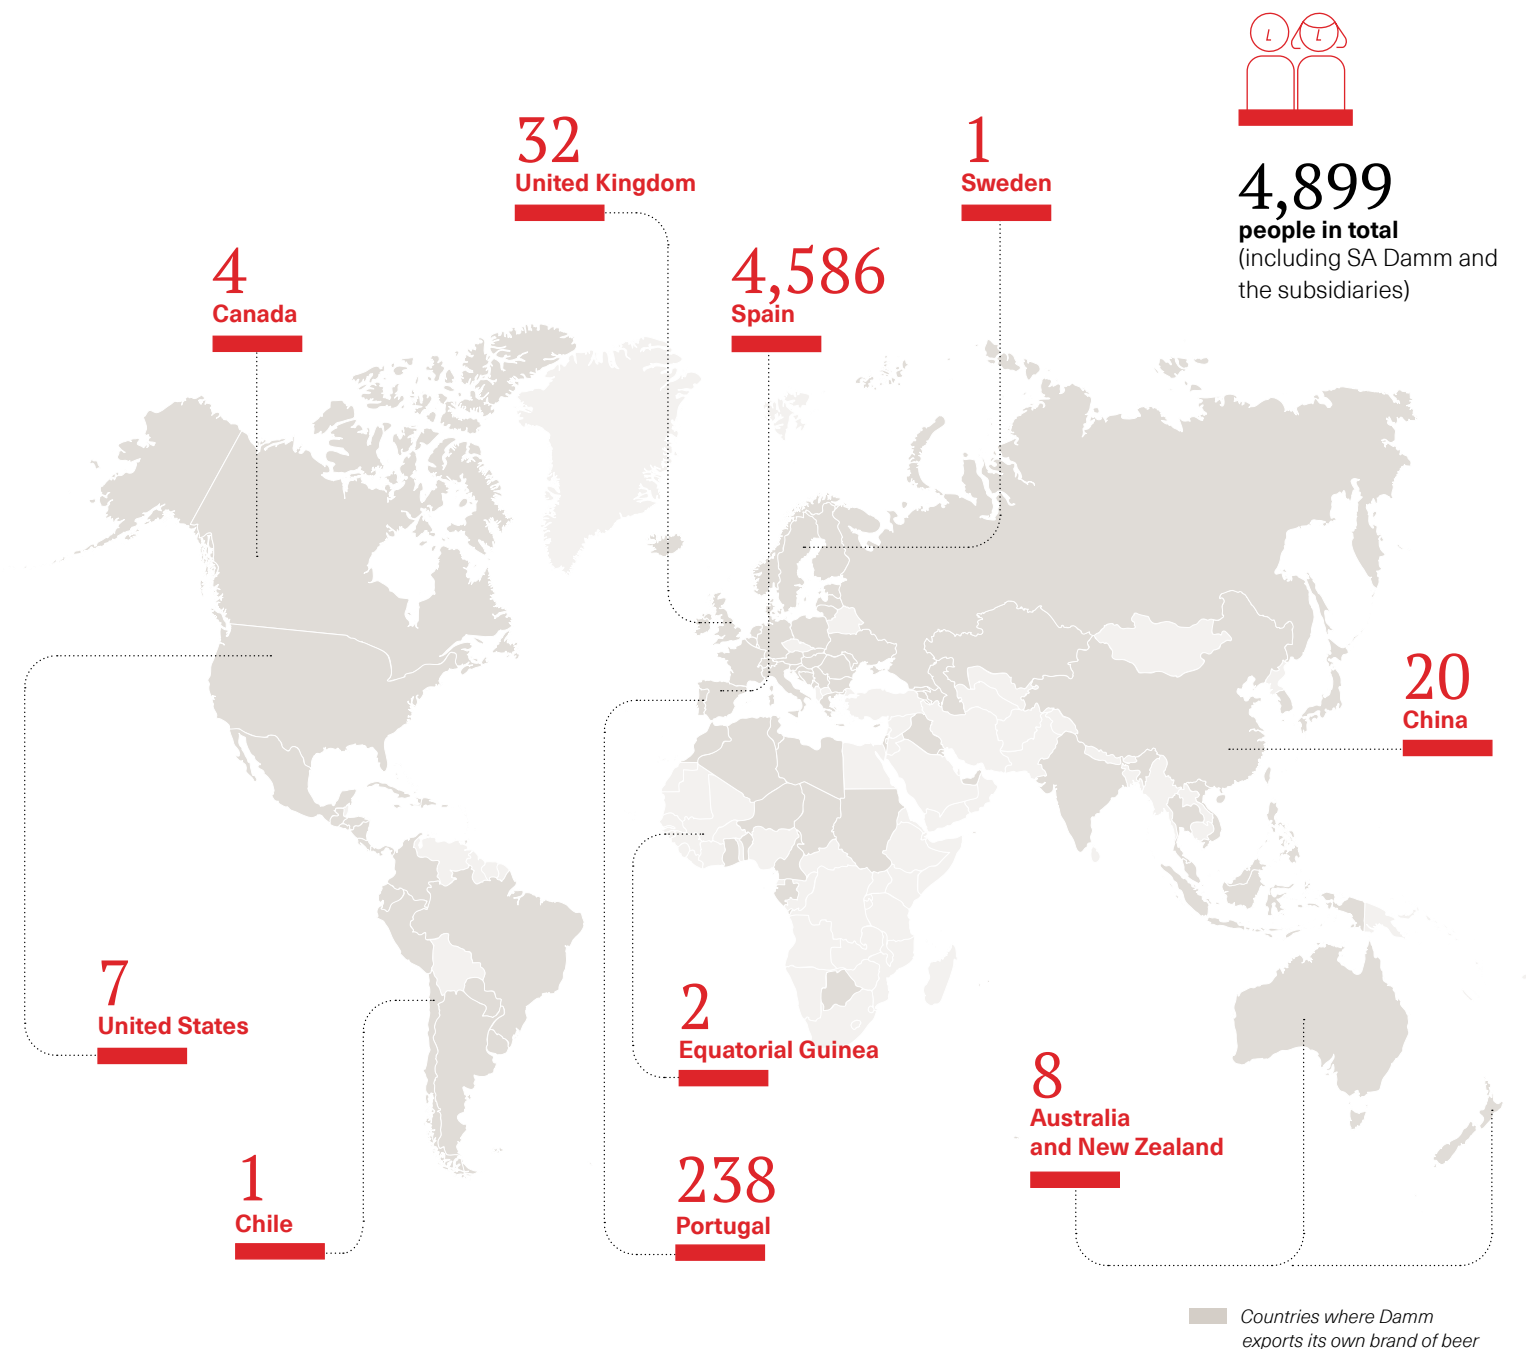 L L
4,899
people in total
(including SA Damm and
the subsidiaries)
32
United Kingdom
1
Sweden
4
Canada
4,586
Spain
20
China
7
United States
2
Equatorial Guinea
8
Australia
and New Zealand
1
Chile
238
Portugal
Countries where Damm
exports its own brand of beer